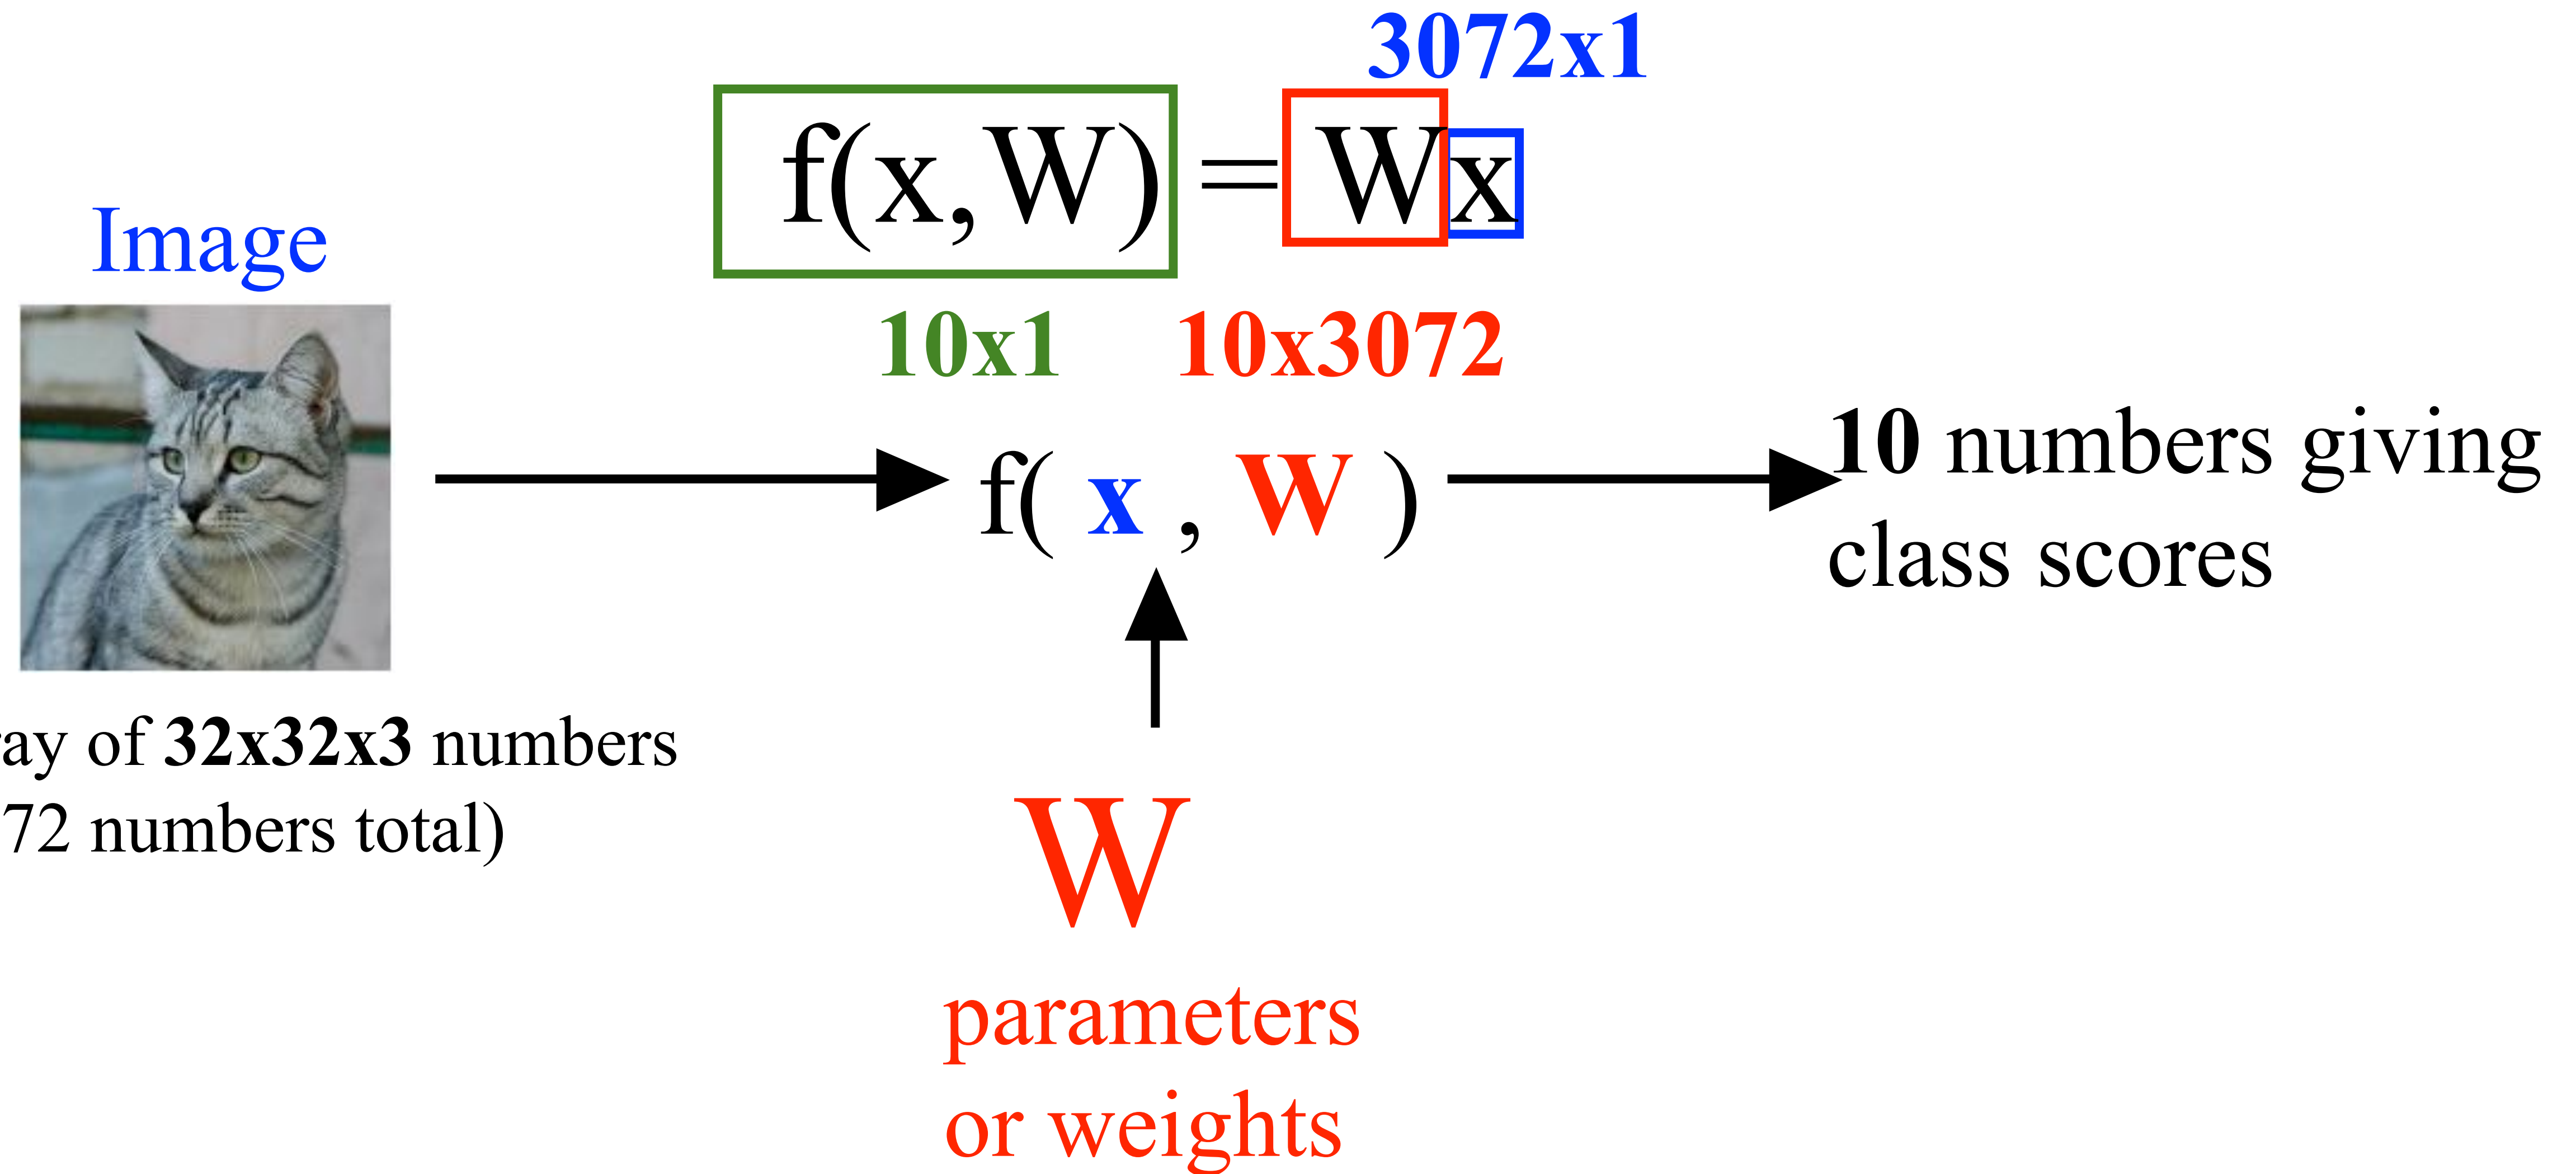 3072x1
f(x,W) = Wx
Image
10x1 10x3072
f( x , W )
10 numbers giving
class scores
ay of 32x32x3 numbers
72 numbers total)
W
parameters
or weights